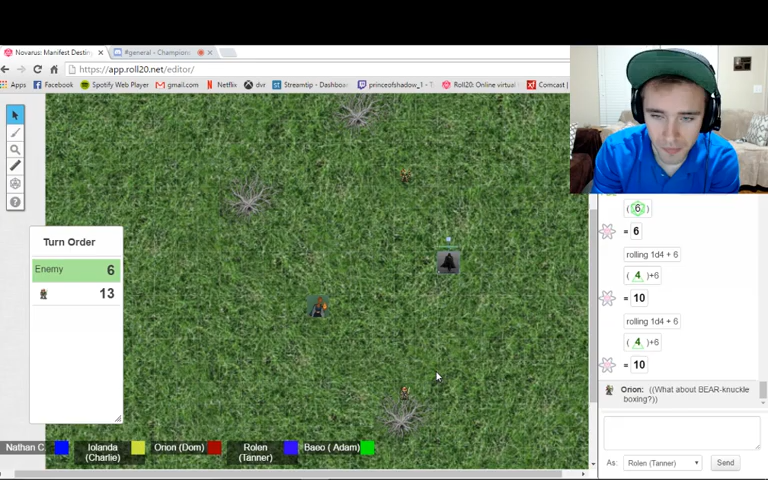 Novarus: Manifest Destin
#general - Champion
https://app.roll20.net/editor/
Apps Facebook Spotify Web Player gmail.com Netflix dvr Streamtip - Dashboa princeofshadow_1 - T Roll20: Online virtual Comcast
(6)
= 6
rolling 1d4 + 6
(4)+6
= 10
rolling 1d4 + 6
(4)+6
= 10
Orion: ((What about BEAR-knuckle
boxing?))
Turn Order
Enemy 6
13
Nathan C.
Iolanda
(Charlie)
Orion (Dom)
Rolen
(Tanner)
Baeo ( Adam)
As: Rolen (Tanner) Send